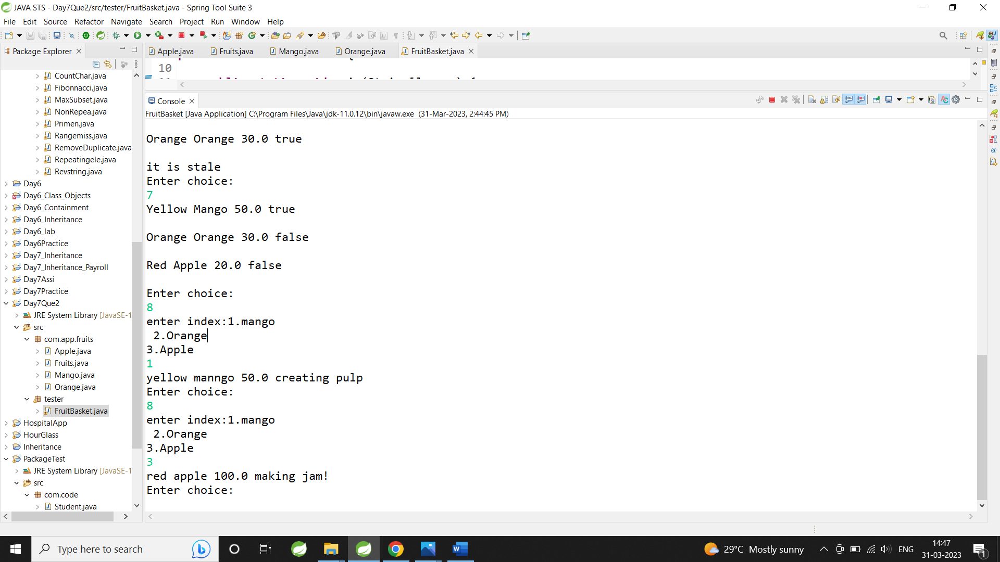 JAVA STS - Day7Que2/src/tester/FruitBasket.java - Spring Tool Suite 3
File Edit Source Refactor Navigate Search Project Run Window Help
Package Explorer
CountChar.java
Fibonnacci.java
MaxSubset.java
NonRepea.java
Primen.java
Rangemiss.java
RemoveDuplicate.java
Repeatingele.java
Revstring.java
Day6
Day6_Class_Objects
Day6_Containment
Day6_Inheritance
Day6_lab
Day6Practice
Day7_Inheritance
Day7_Inheritance_Payroll
Day7Assi
Day7Practice
Day7Que2
JRE System Library [JavaSE-1
src
com.app.fruits
Apple.java
Fruits.java
Mango.java
Orange.java
tester
FruitBasket.java
HospitalApp
HourGlass
Inheritance
PackageTest
JRE System Library [JavaSE-1
src
com.code
Student.java
Apple.java Fruits.java Mango.java Orange.java FruitBasket.java
10
Console
FruitBasket [Java Application] C:\Program Files\Java\jdk-11.0.12\bin\javaw.exe (31-Mar-2023, 2:44:45 PM)
Orange Orange 30.0 true
it is stale
Enter choice:
7
Yellow Mango 50.0 true
Orange Orange 30.0 false
Red Apple 20.0 false
Enter choice:
8
enter index:1.mango
2.Orange
3.Apple
1
yellow manngo 50.0 creating pulp
Enter choice:
8
enter index:1.mango
2.Orange
3.Apple
3
red apple 100.0 making jam!
Enter choice:
Type here to search
29°C Mostly sunny
ENG
14:47
31-03-2023
1